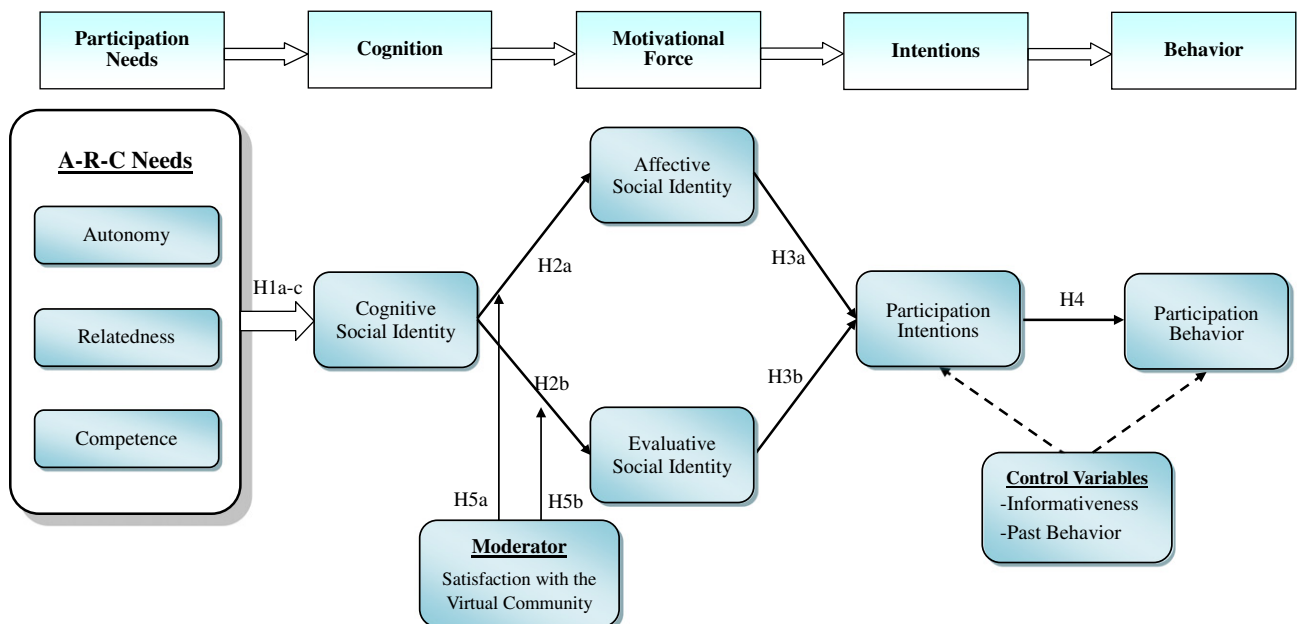 Participation
Needs
Cognition
Motivational
Force
Intentions
Behavior
A-R-C Needs
Autonomy
Relatedness
Competence
H1a-c
Cognitive
Social Identity
H2a
H2b
Affective
Social Identity
Evaluative
Social Identity
H5a
H5b
Moderator
Satisfaction with the
Virtual Community
H3a
H3b
Participation
Intentions
H4
Participation
Behavior
Control Variables
-Informativeness
-Past Behavior